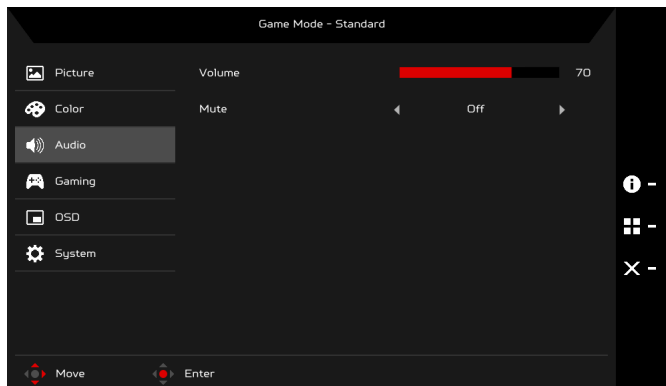 Game Mode - Standard
Picture
Volume 70
Color
Mute Off
Audio
Gaming
OSD
System
Move Enter